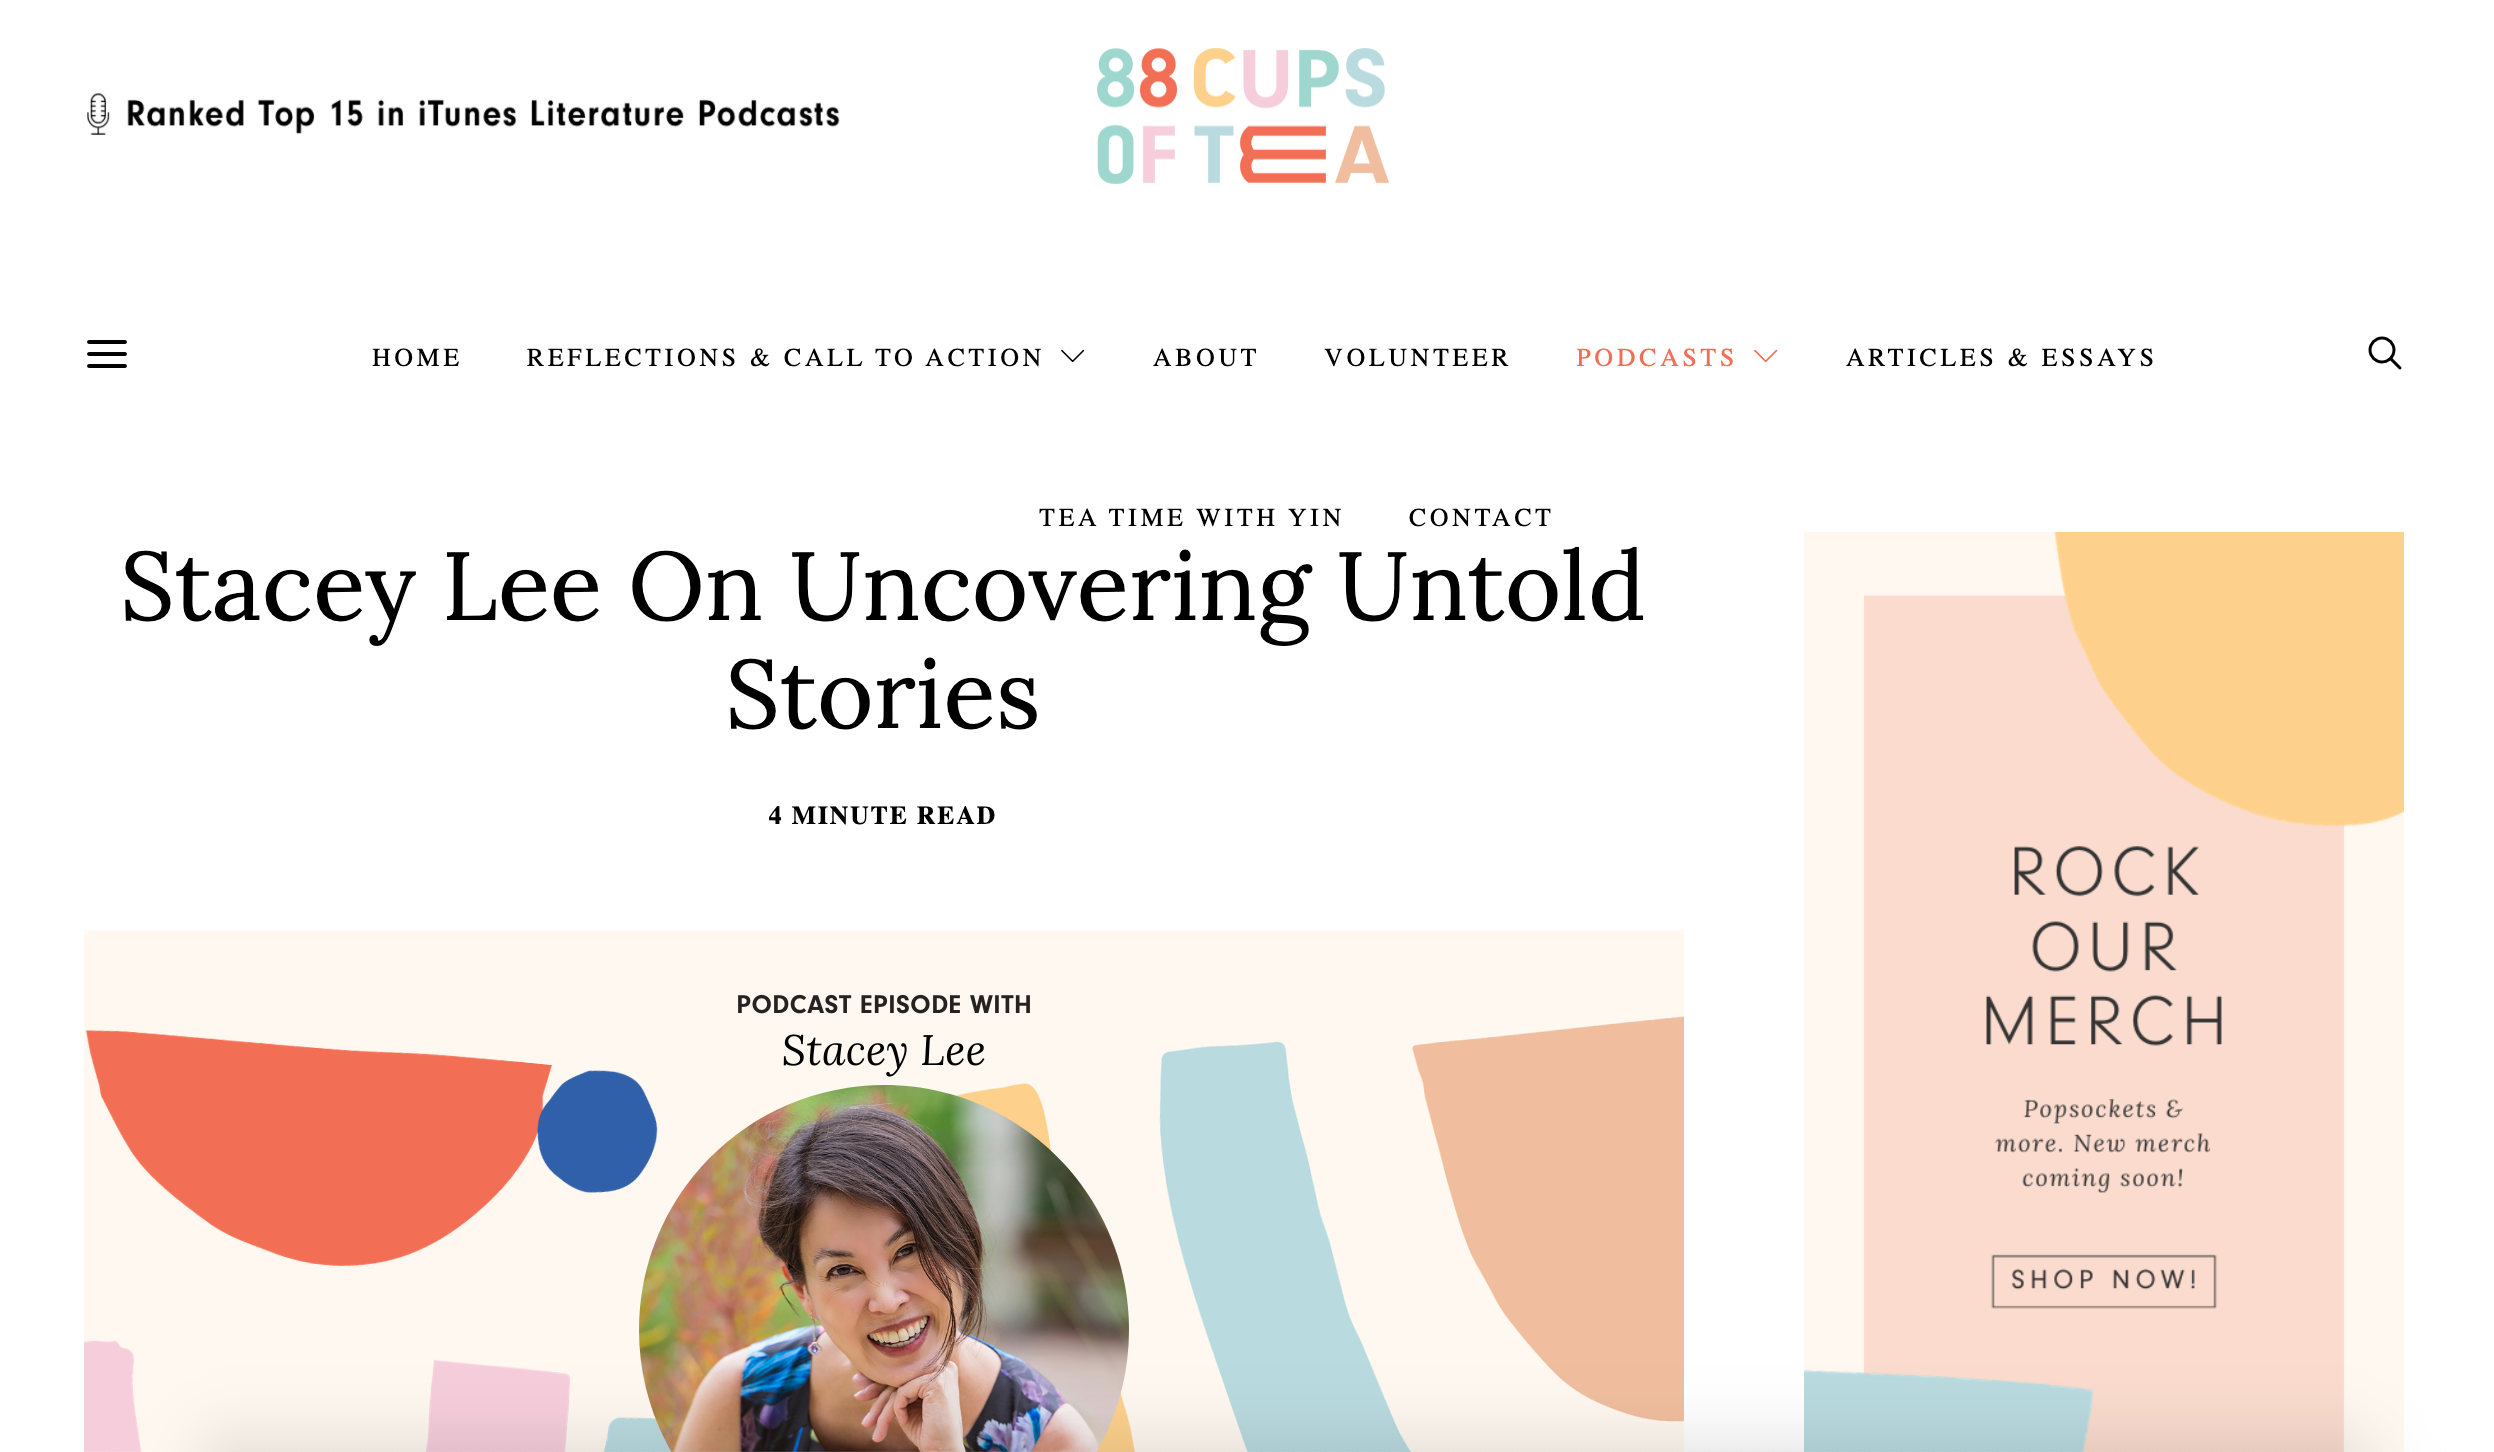 Ranked Top 15 in iTunes Literature Podcasts
88 CUPS
OF TEA
HOME
REFLECTIONS & CALL TO ACTION
ABOUT
VOLUNTEER
PODCASTS
ARTICLES & ESSAYS
TEA TIME WITH YIN
CONTACT
Stacey Lee On Uncovering Untold
Stories
4 MINUTE READ
PODCAST EPISODE WITH
Stacey Lee
ROCK
OUR
MERCH
Popsockets &
more. New merch
coming soon!
SHOP NOW!